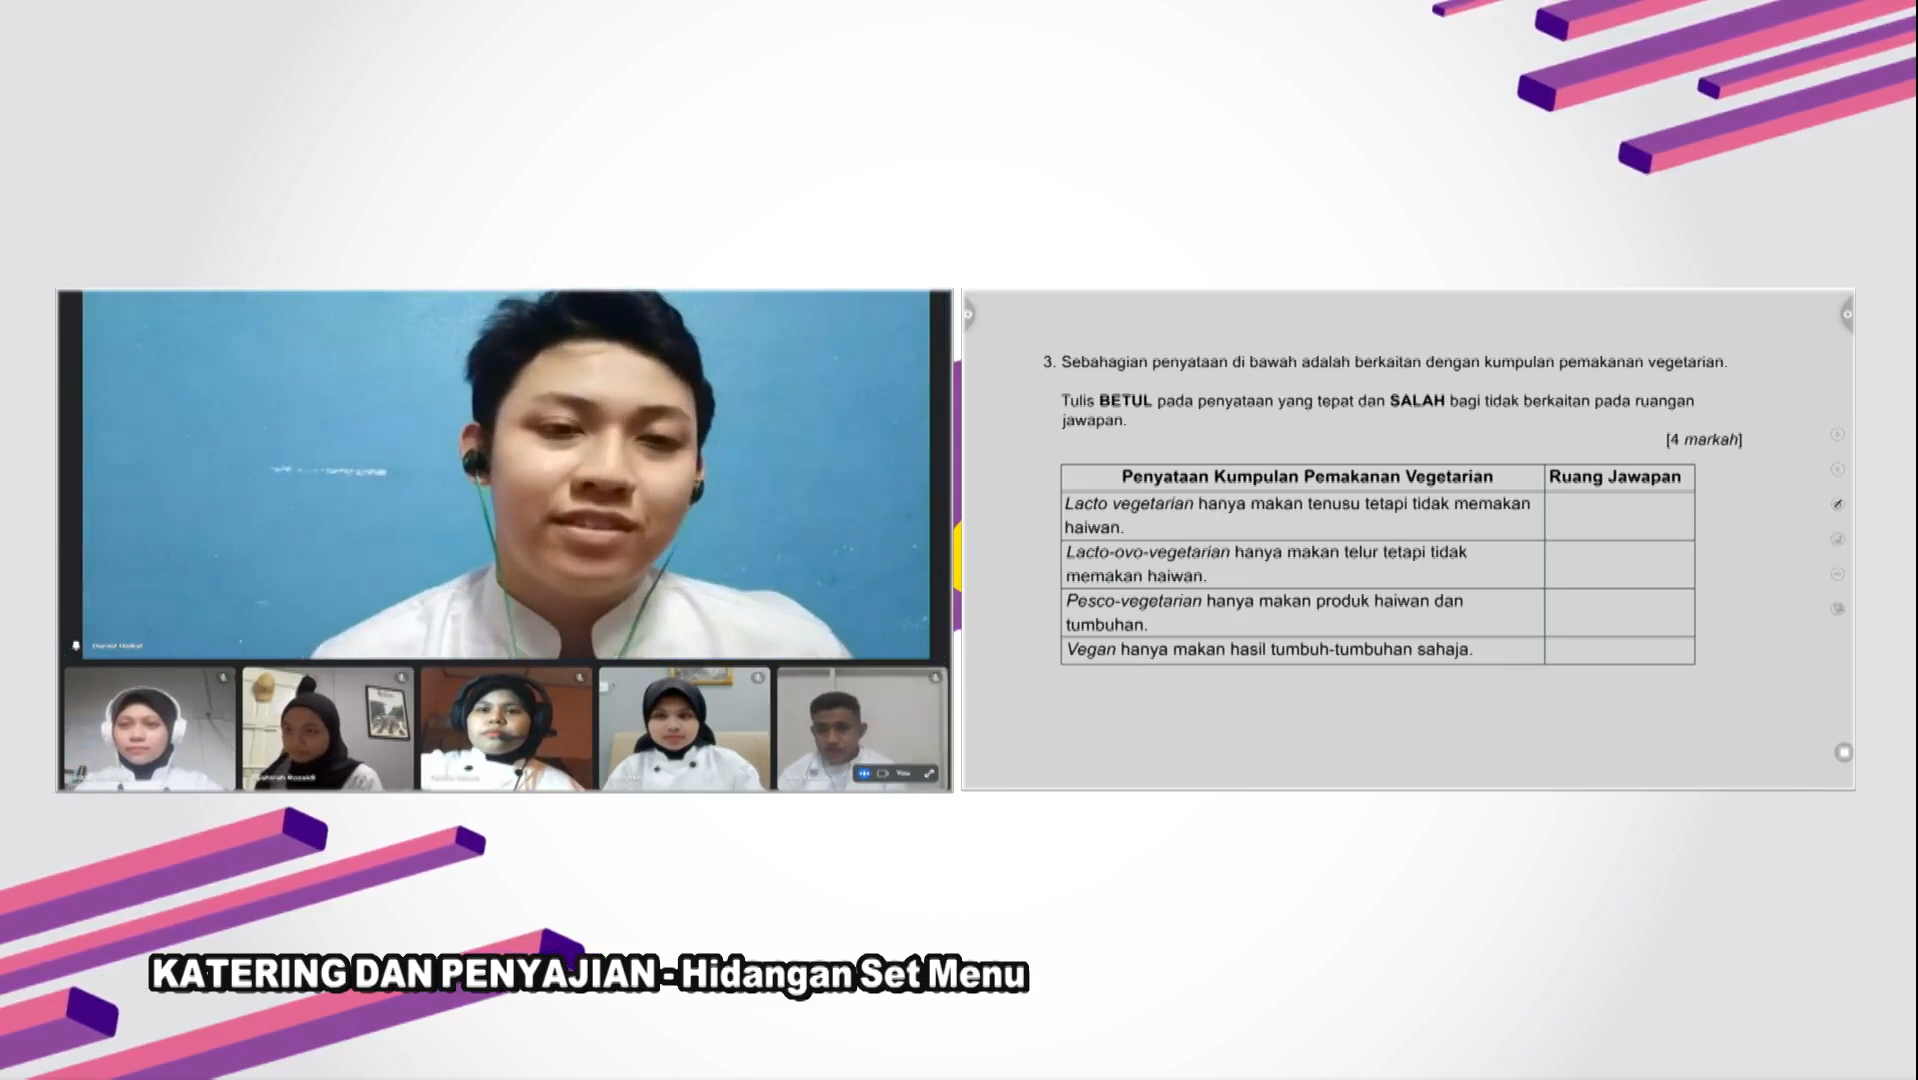 3. Sebahagian penyataan di bawah adalah berkaitan dengan kumpulan pemakanan vegetarian.
Tulis BETUL pada penyataan yang tepat dan SALAH bagi tidak berkaitan pada ruangan
jawapan.
[4 markah]
Penyataan Kumpulan Pemakanan Vegetarian Ruang Jawapan
Lacto vegetarian hanya makan tenusu tetapi tidak memakan
haiwan.
Lacto-ovo-vegetarian hanya makan telur tetapi tidak
memakan haiwan.
Pesco-vegetarian hanya makan produk haiwan dan
tumbuhan.
Vegan hanya makan hasil tumbuh-tumbuhan sahaja.
You
KATERING DAN PENYAJIAN - Hidangan Set Menu